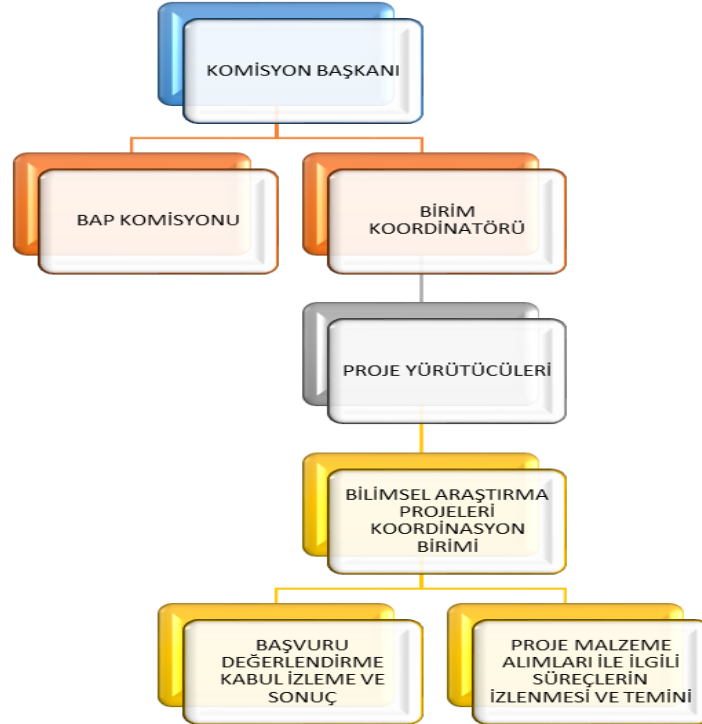 KOMİSYON BAŞKANI
BAP KOMİSYONU
BİRİM
KOORDİNATÖRÜ
PROJE YÜRÜTÜCÜLERİ
BİLİMSEL ARAŞTIRMA
PROJELERİ
KOORDİNASYON
BİRİMİ
BAŞVURU
DEĞERLENDİRME
KABUL İZLEME VE
SONUÇ
PROJE MALZEME
ALIMLARI İLE İLGİLİ
SÜREÇLERİN
İZLENMESİ VE TEMİNİ